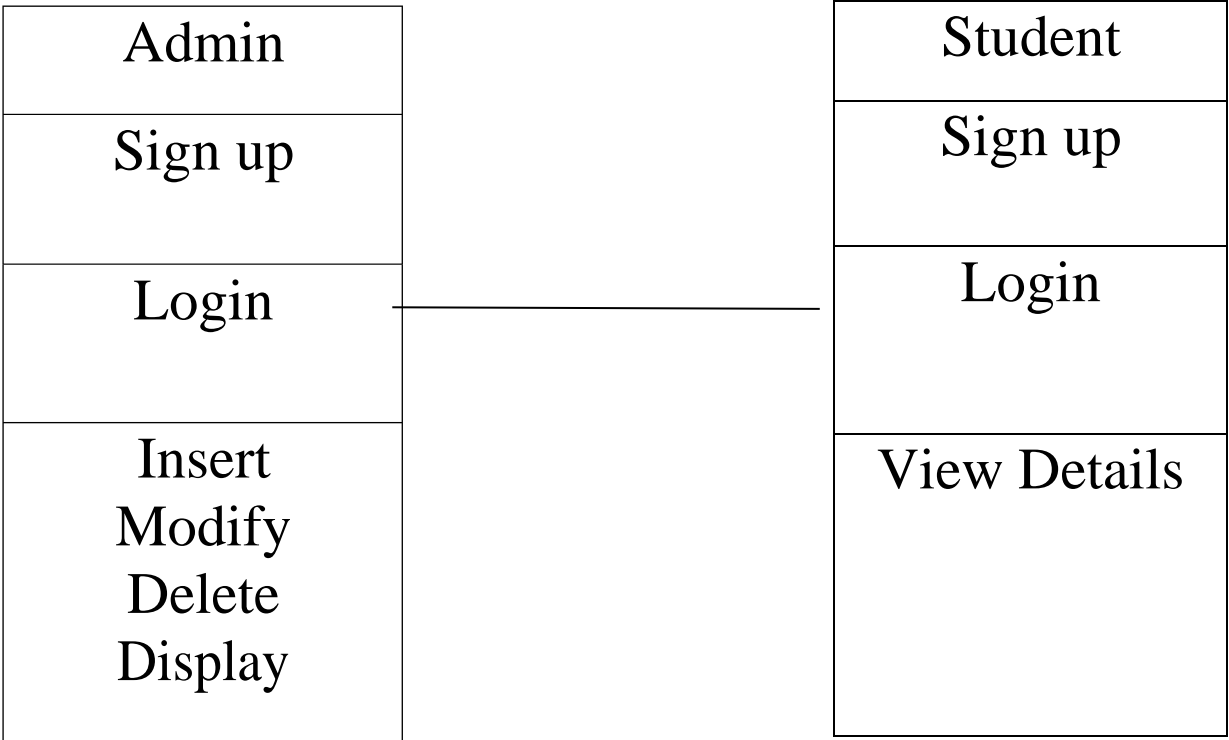 Admin
Sign up
Login
Insert
Modify
Delete
Display
Student
Sign up
Login
View Details